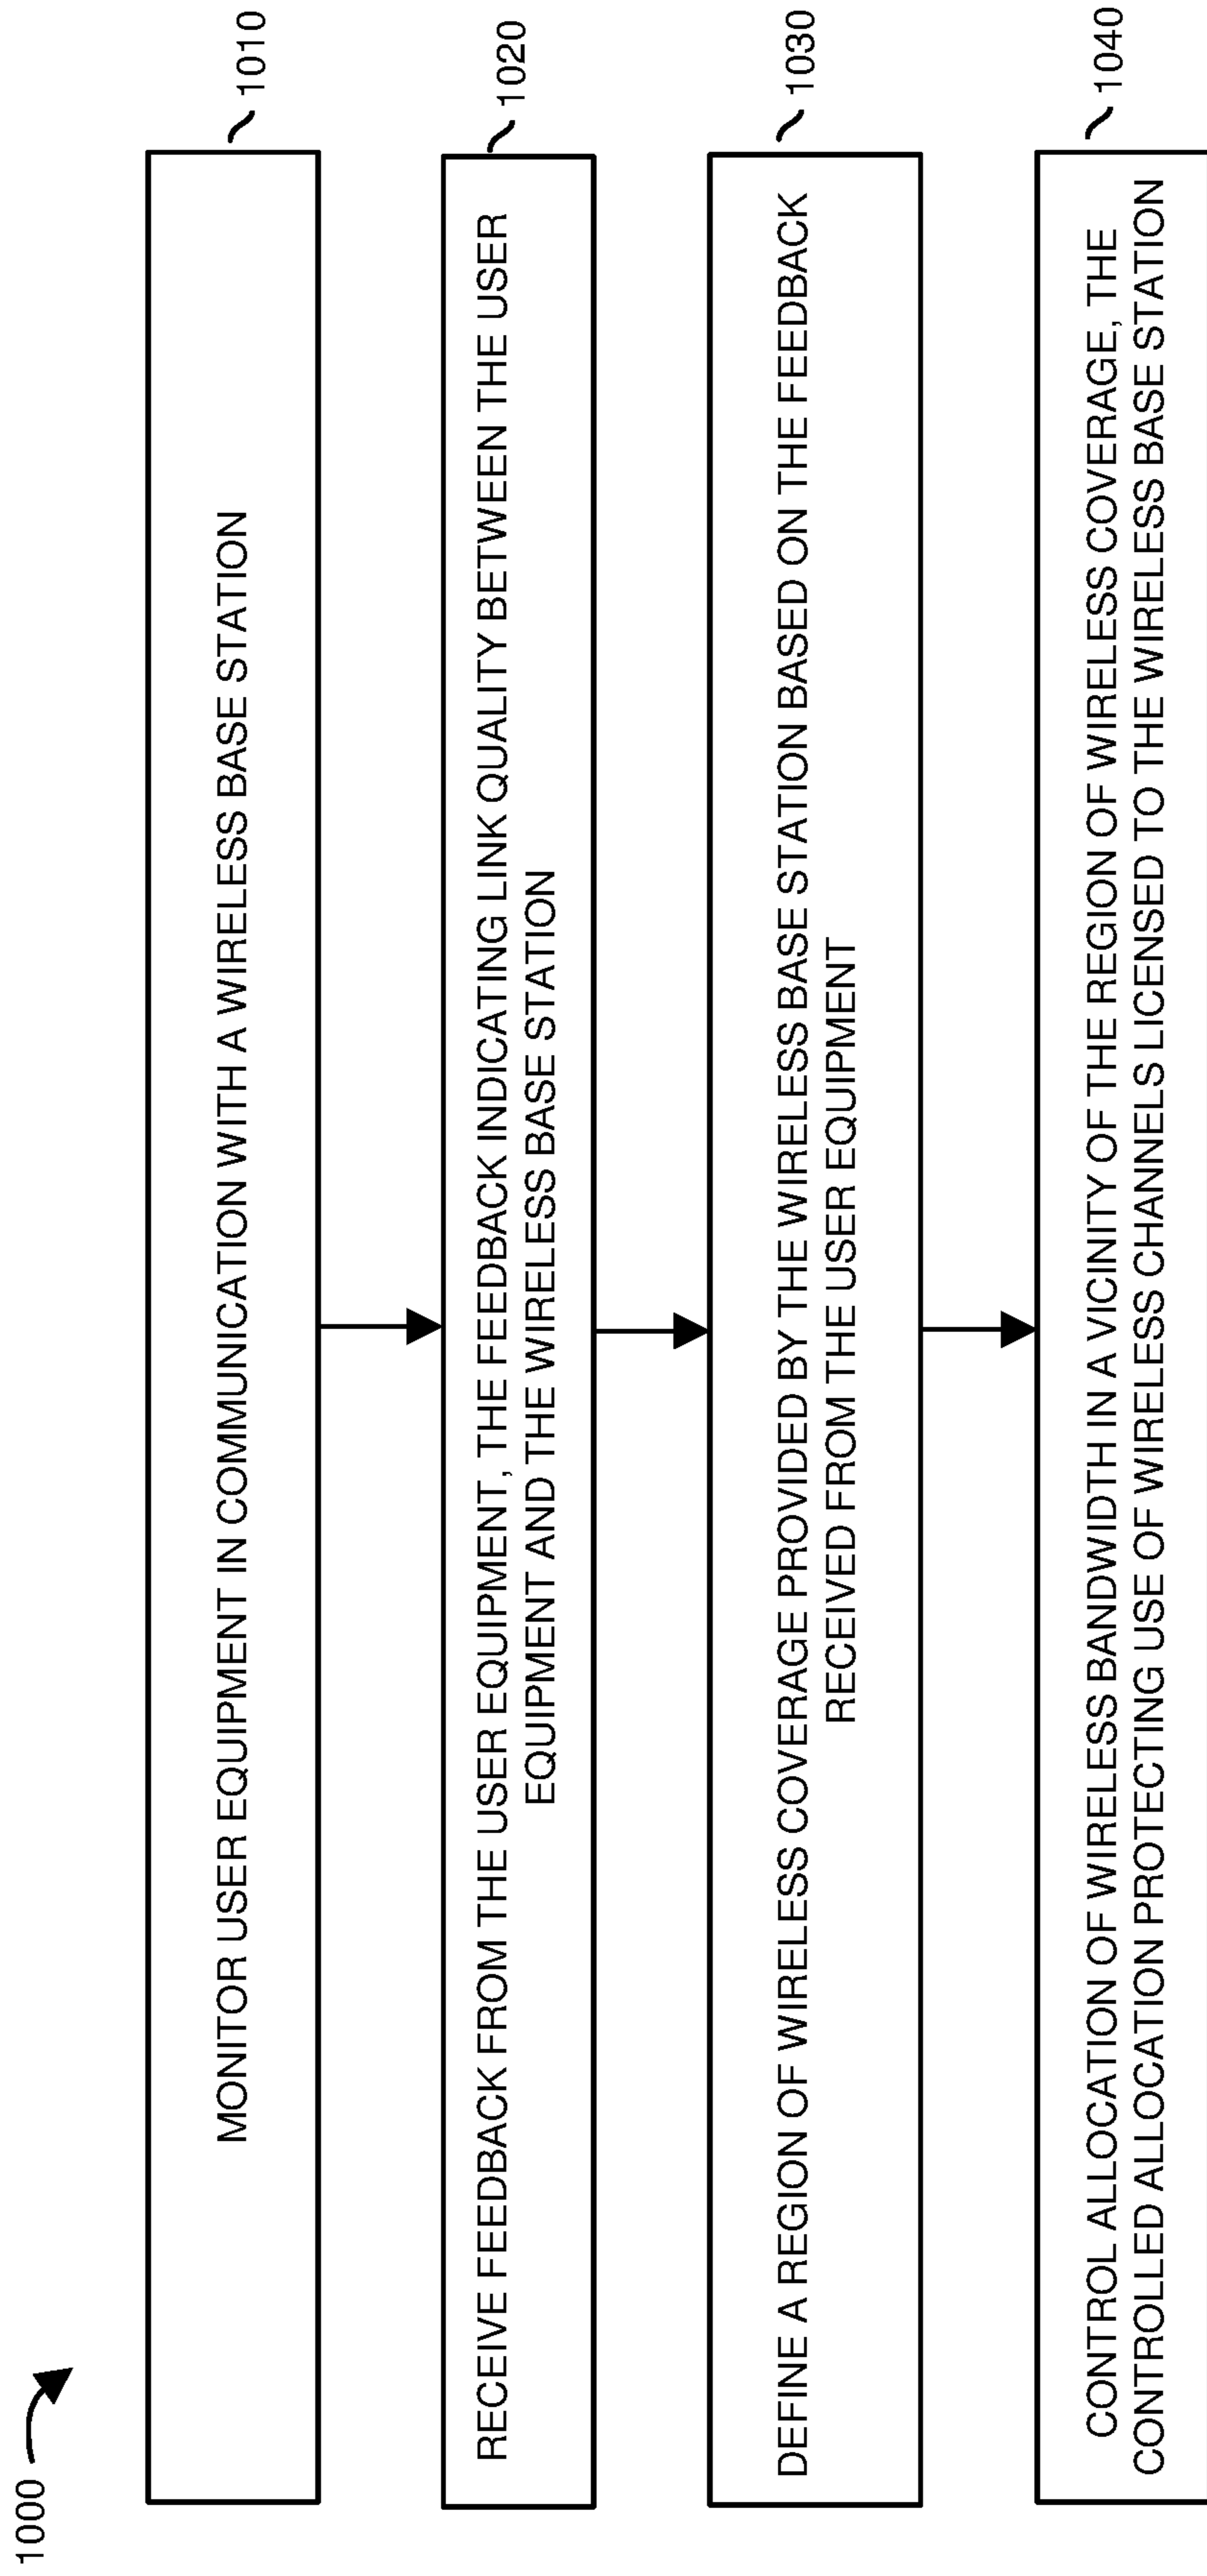 1000
MONITOR USER EQUIPMENT IN COMMUNICATION WITH A WIRELESS BASE STATION
1010
RECEIVE FEEDBACK FROM THE USER EQUIPMENT, THE FEEDBACK INDICATING LINK QUALITY BETWEEN THE USER
EQUIPMENT AND THE WIRELESS BASE STATION
1020
DEFINE A REGION OF WIRELESS COVERAGE PROVIDED BY THE WIRELESS BASE STATION BASED ON THE FEEDBACK
RECEIVED FROM THE USER EQUIPMENT
1030
CONTROL ALLOCATION OF WIRELESS BANDWIDTH IN A VICINITY OF THE REGION OF WIRELESS COVERAGE, THE
CONTROLLED ALLOCATION PROTECTING USE OF WIRELESS CHANNELS LICENSED TO THE WIRELESS BASE STATION
1040